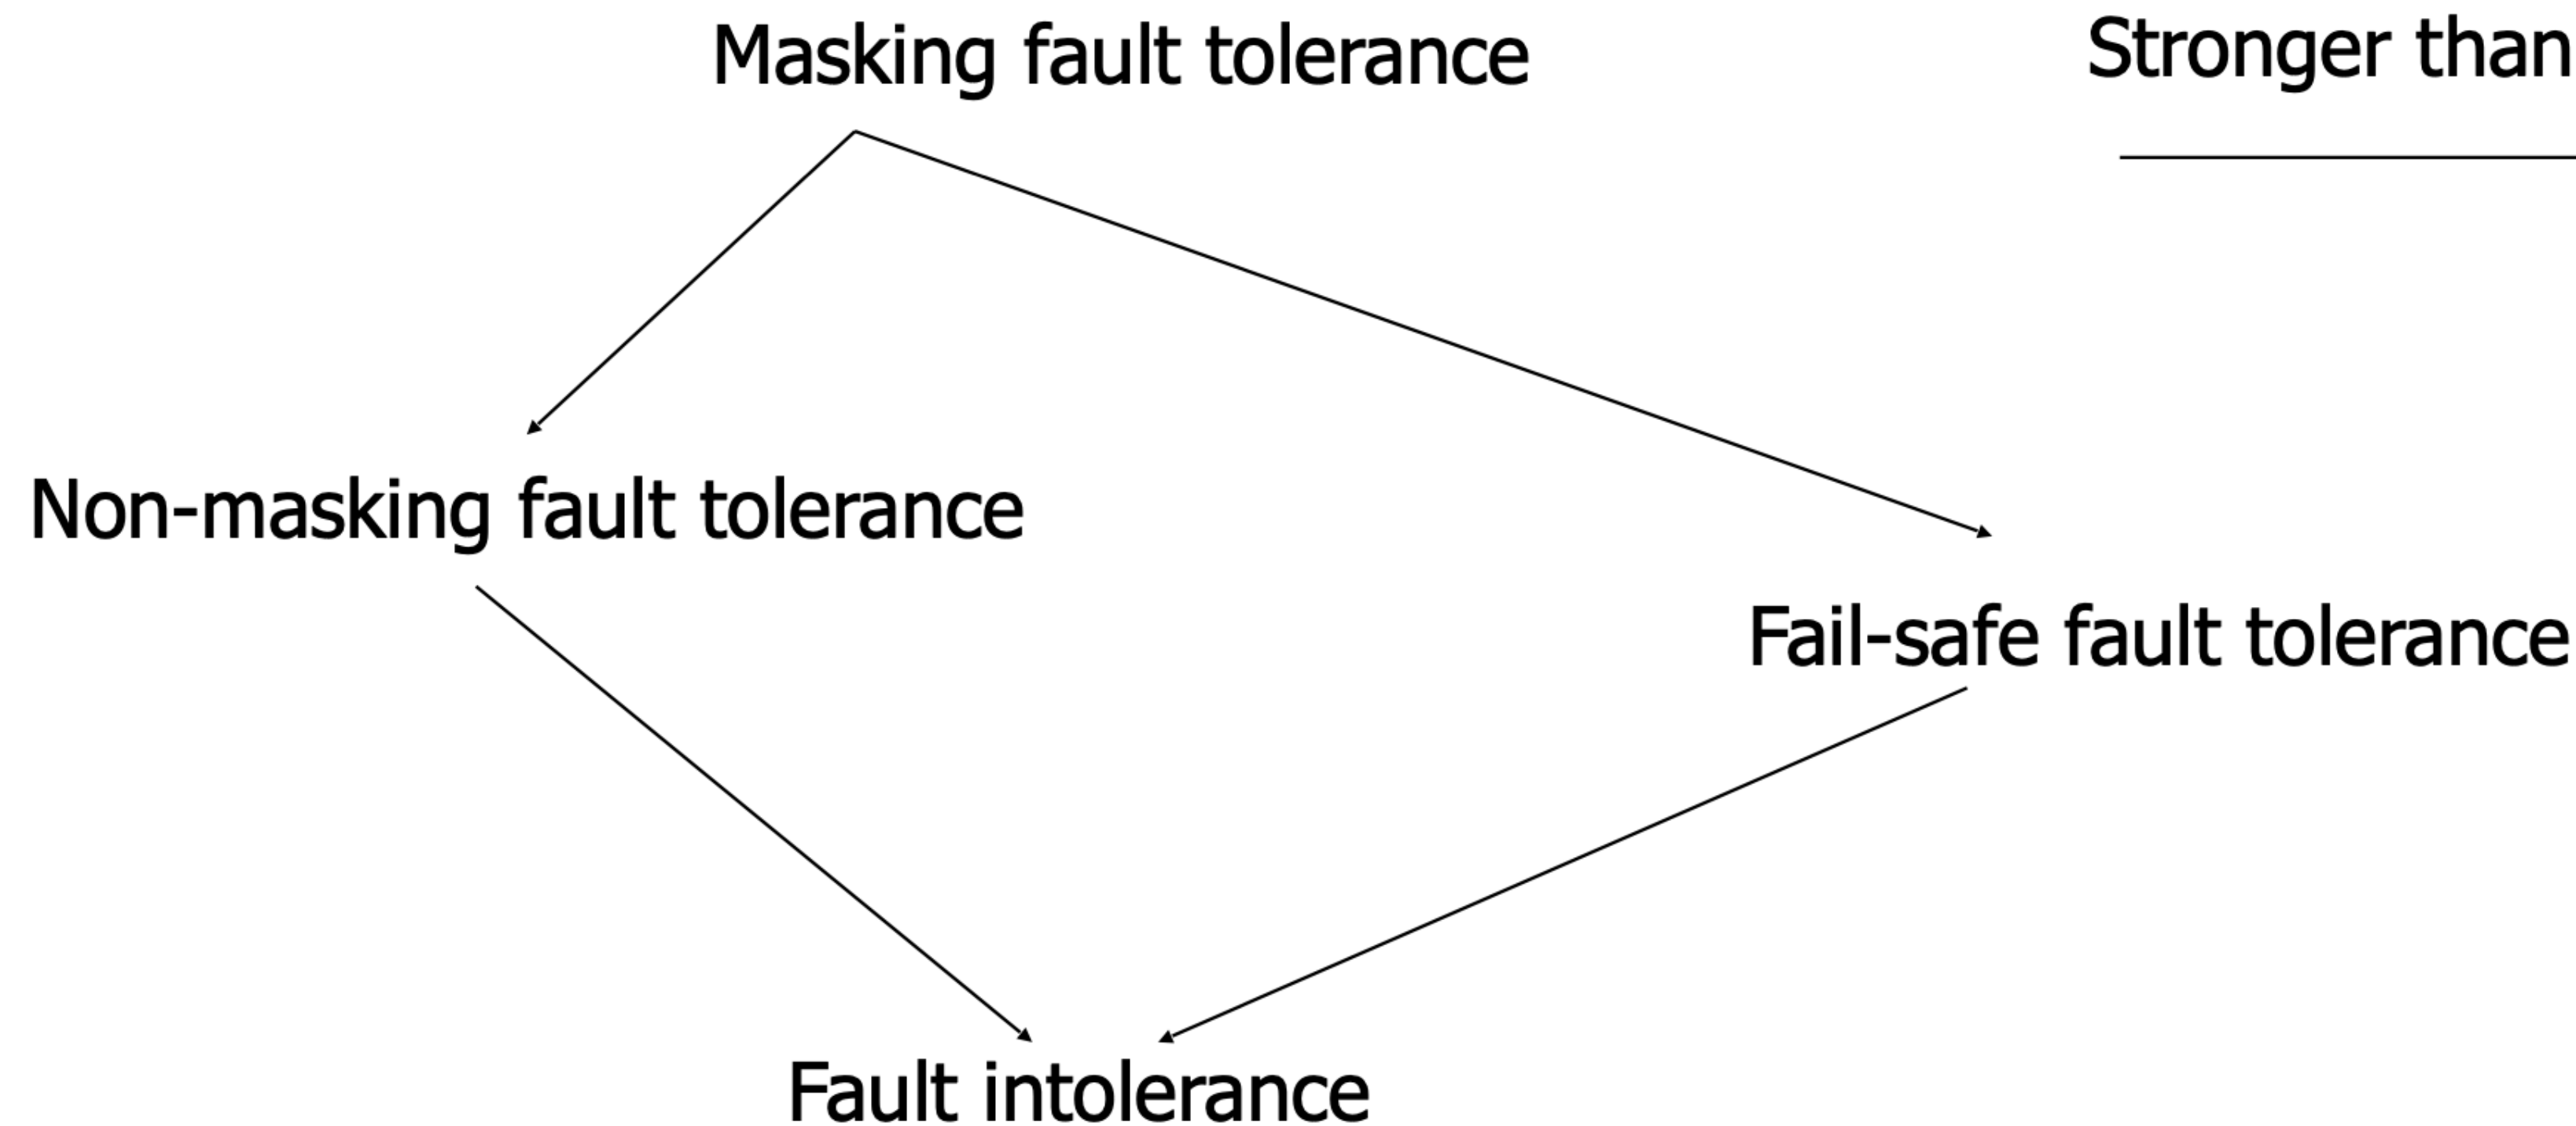 Masking fault tolerance
Stronger than
Non-masking fault tolerance
Fail-safe fault tolerance
Fault intolerance